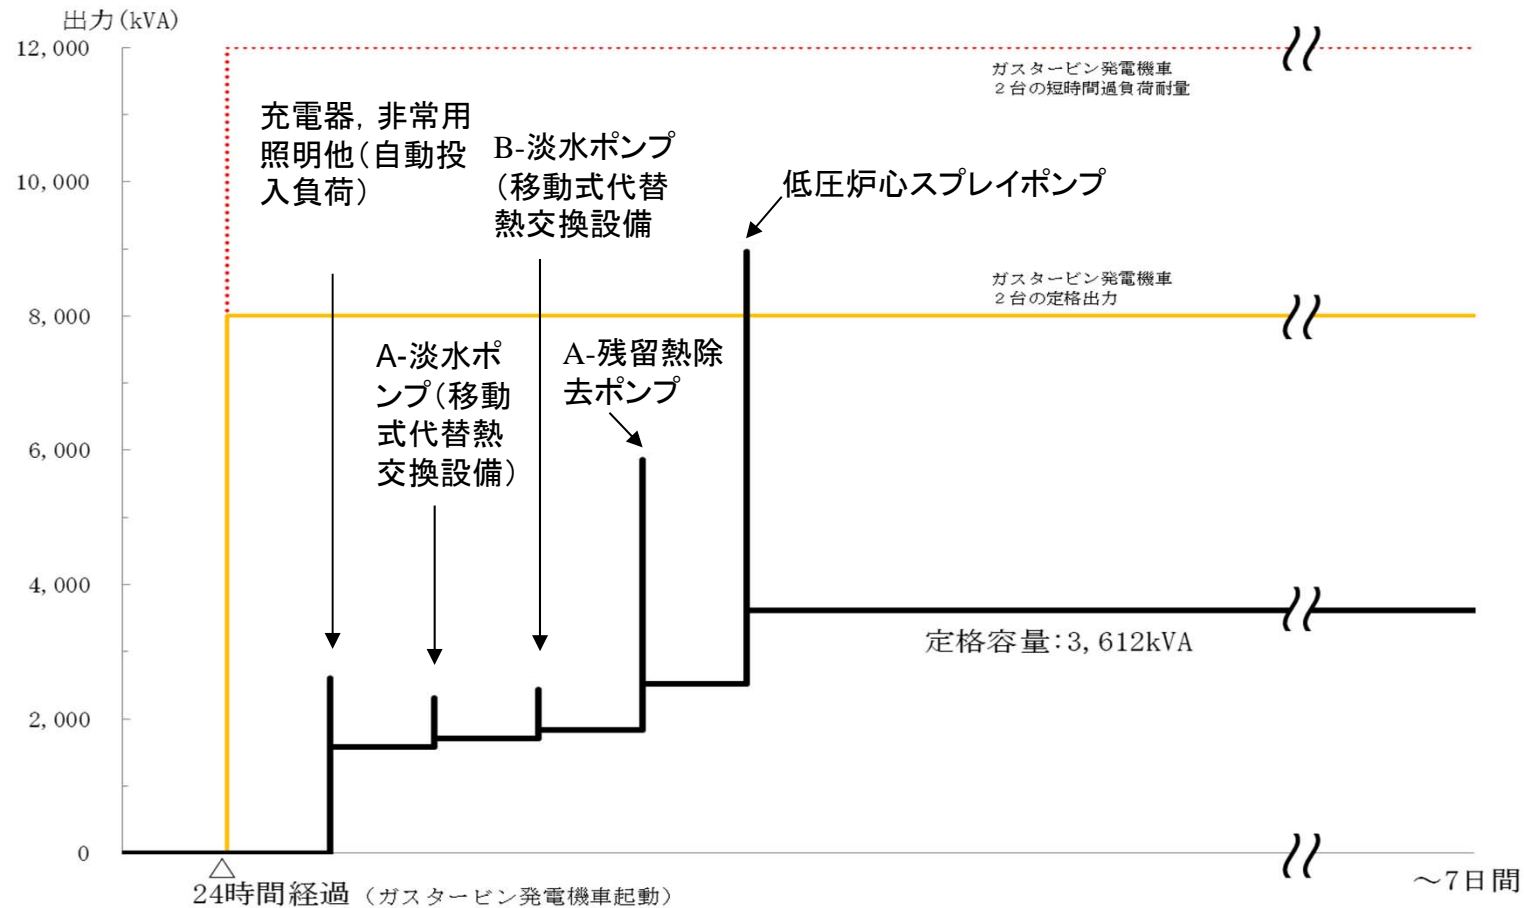 出力(kVA)
12,000
ガスタービン発電機車
２台の短時間過負荷耐量
充電器，非常用
照明他（自動投
入負荷）
B-淡水ポンプ
（移動式代替
熱交換設備
低圧炉心スプレイポンプ
10,000
ガスタービン発電機車
２台の定格出力
8,000
A-淡水ポ
ンプ（移動
式代替熱
交換設備）
A-残留熱除
去ポンプ
6,000
4,000
定格容量:3,612kVA
2,000
0
△
24時間経過（ガスタービン発電機車起動）
～7日間